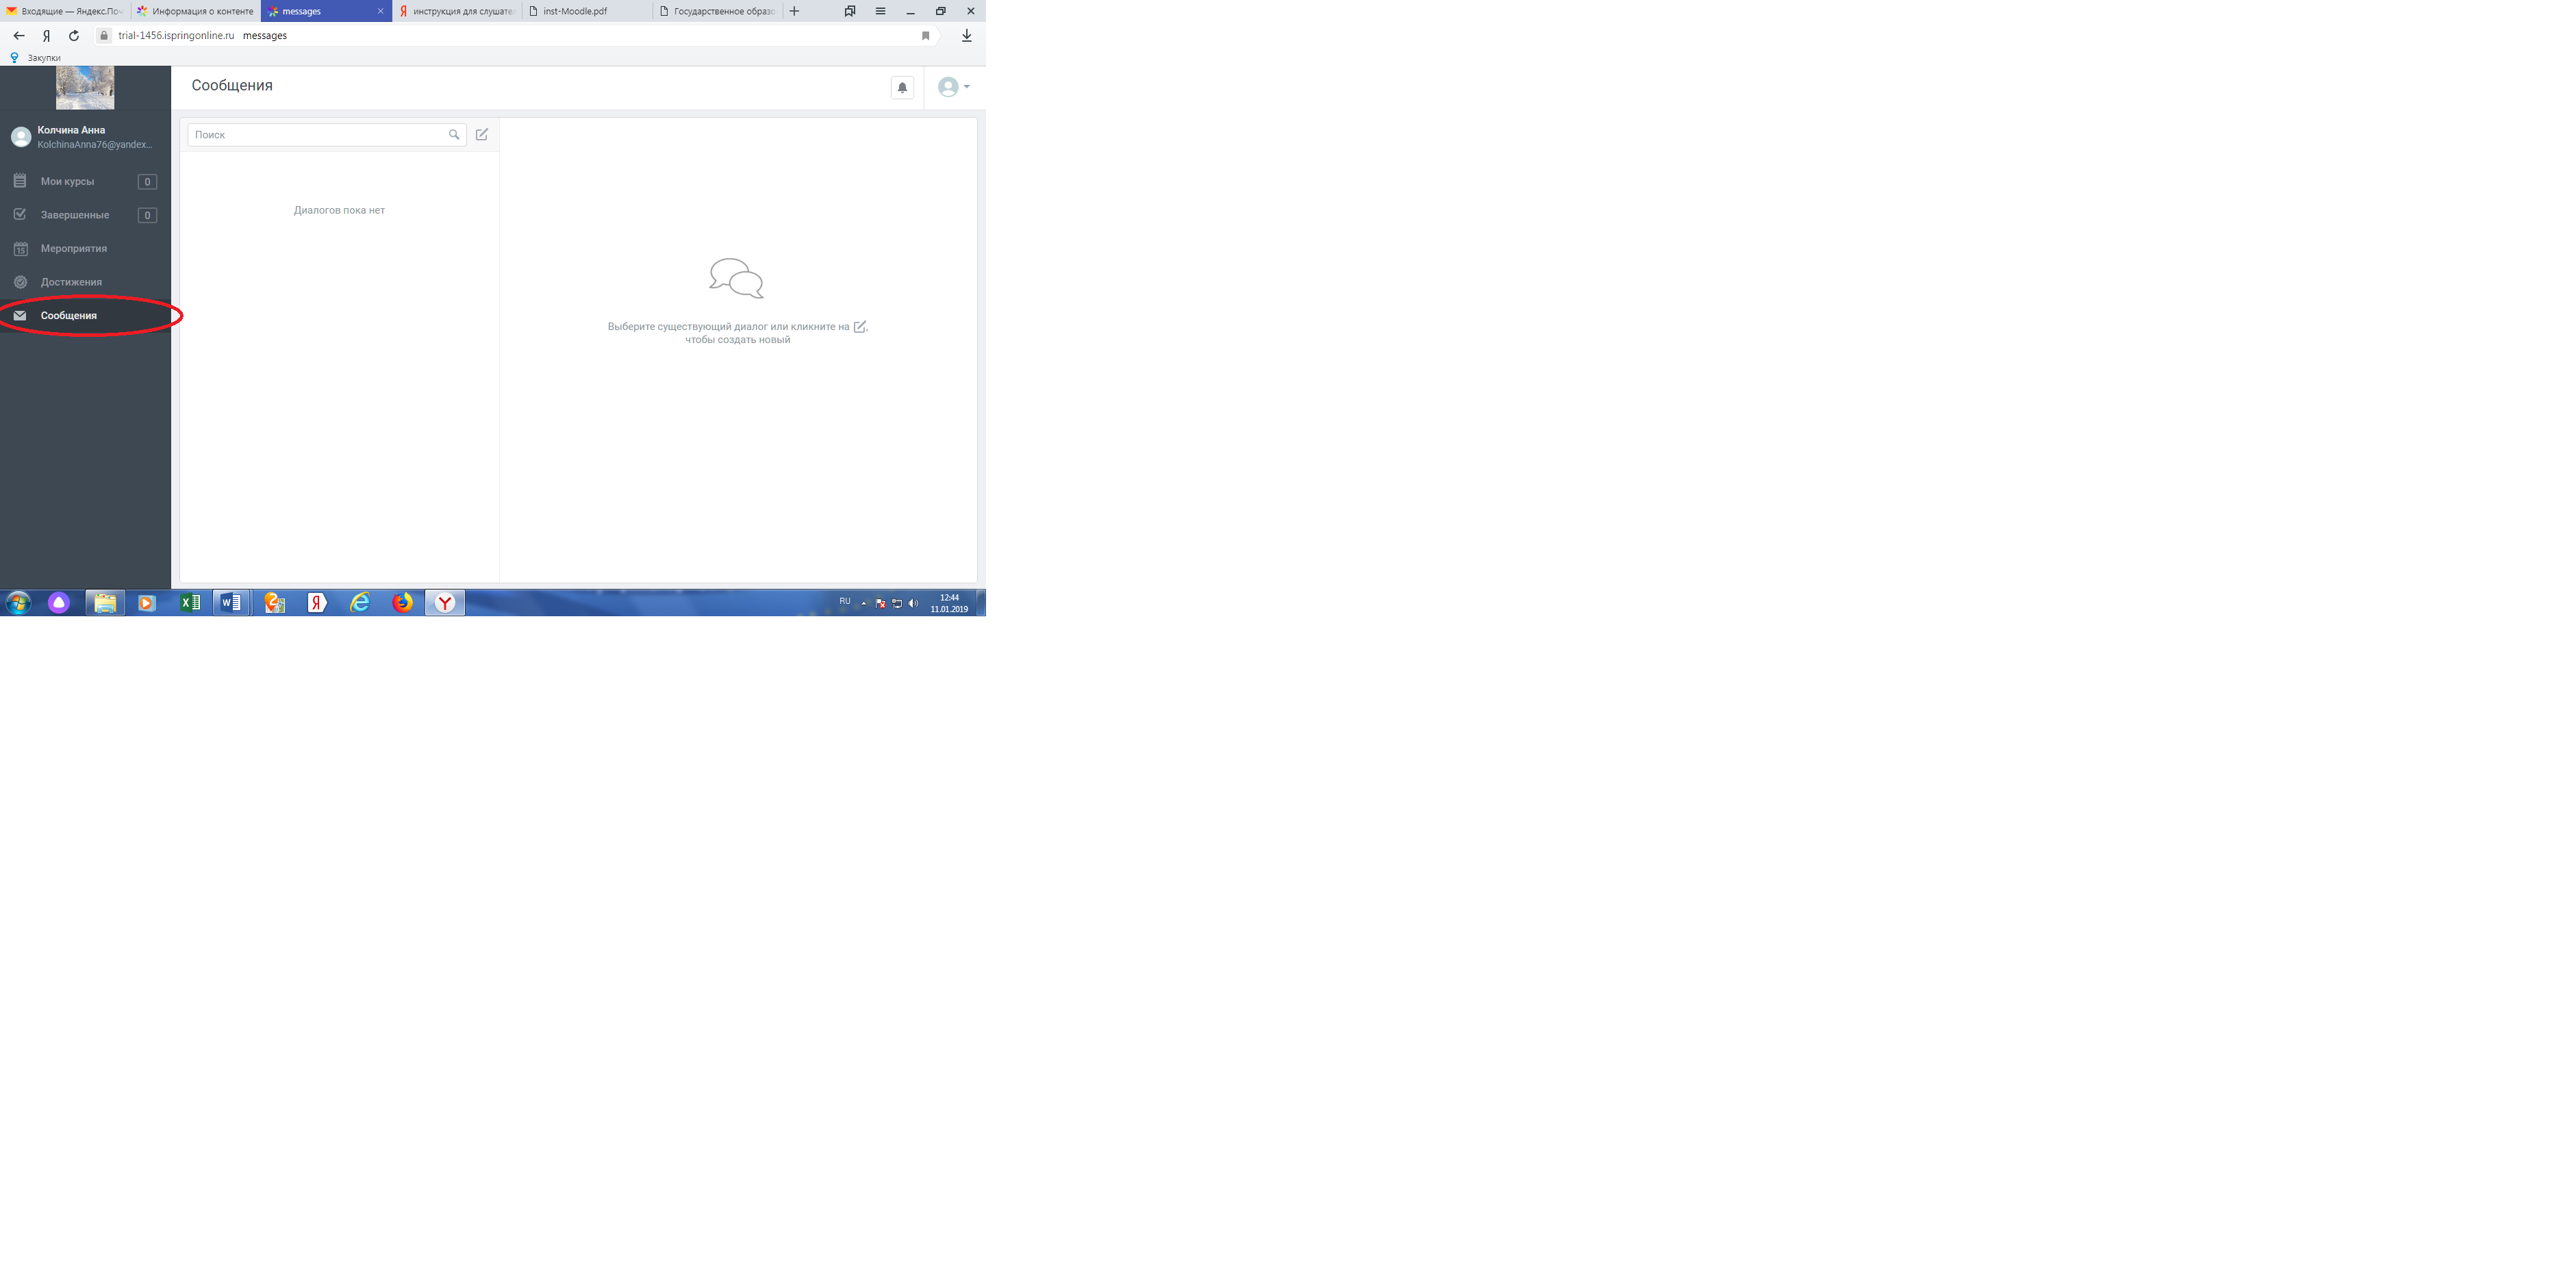 Входящие — Яндекс.Поч
Информация о контенте
messages
инструкция для слушате
inst-Moodle.pdf
Государственное образо
trial-1456.ispringonline.ru messages
Закупки
Сообщения
Колчина Анна
KolchinaAnna76@yandex...
Мои курсы 0
Завершенные 0
15 Мероприятия
Достижения
Сообщения
Поиск
Диалогов пока нет
Выберите существующий диалог или кликните на ,
чтобы создать новый
RU
12:44
11.01.2019